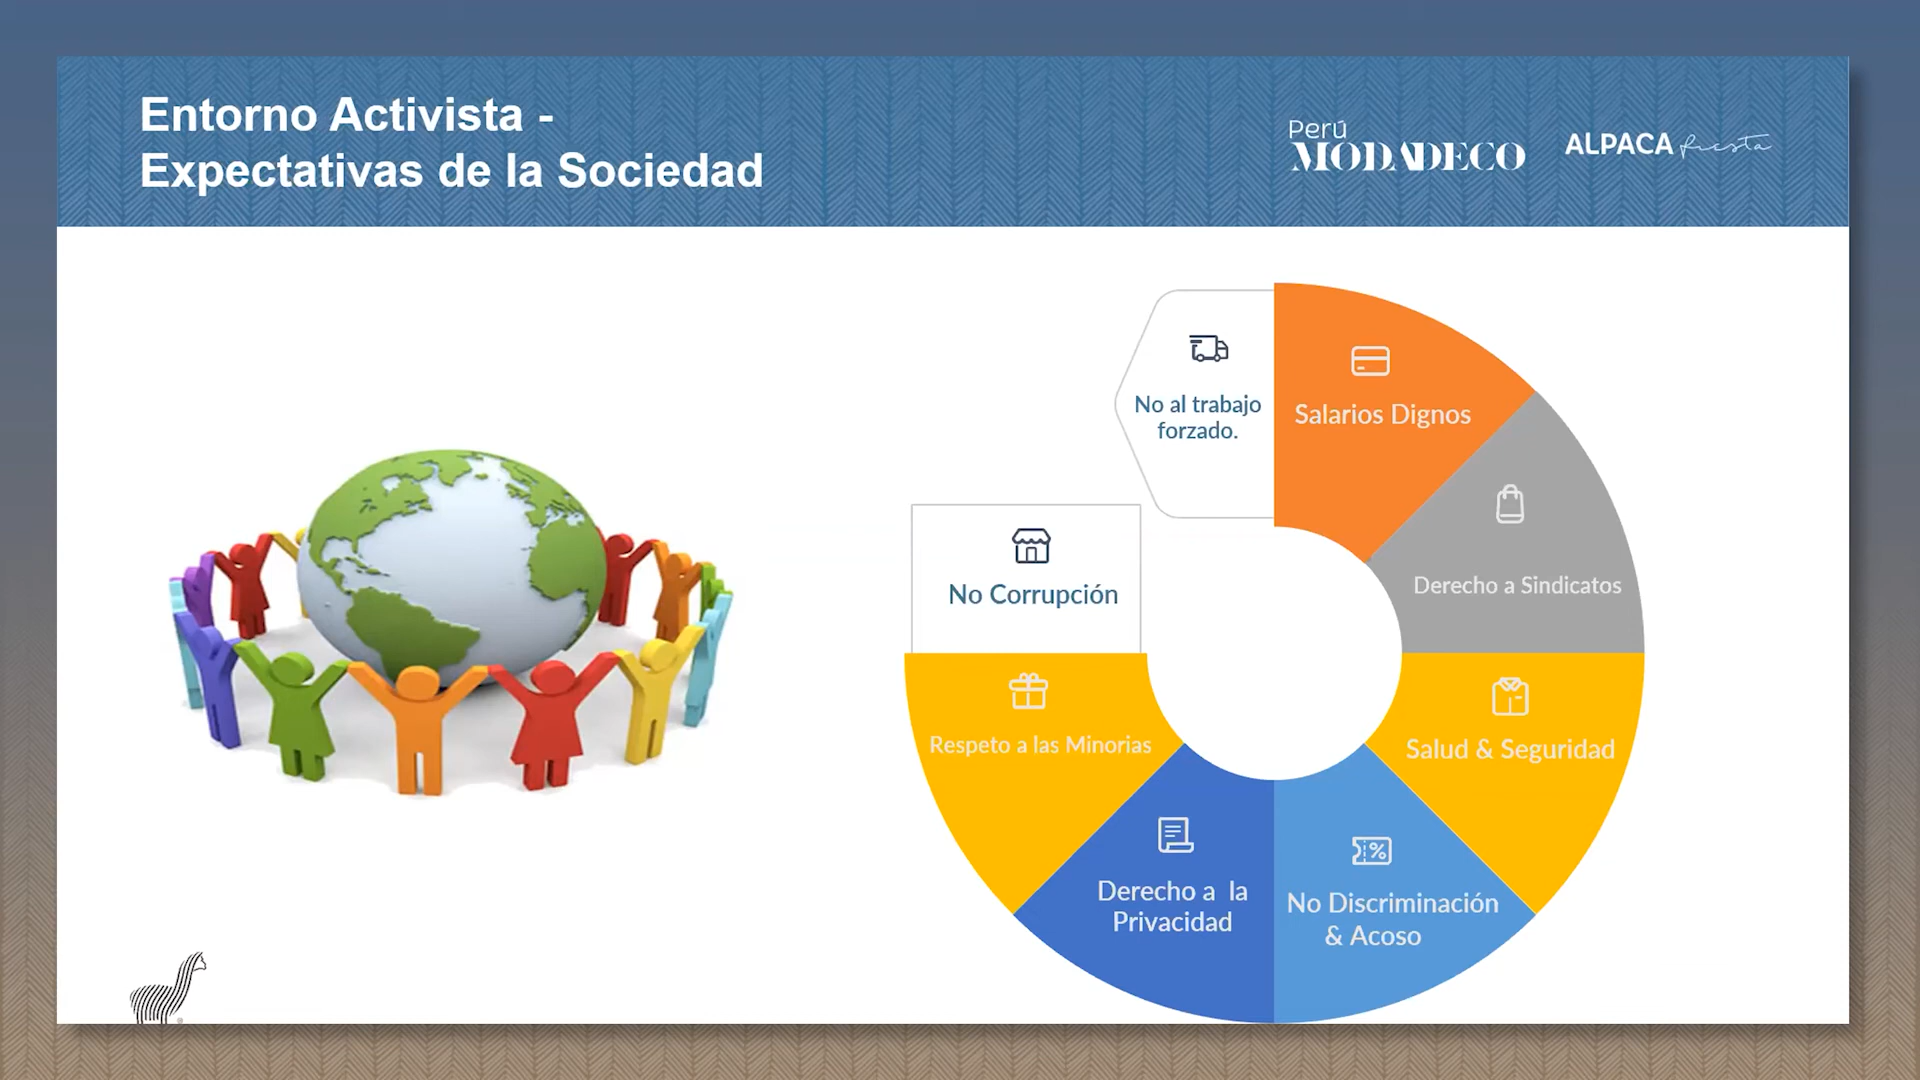 Entorno Activista -
Expectativas de la Sociedad
Perú
MODADECO
ALPACA fiesta
No al trabajo
forzado.
Salarios Dignos
Derecho a Sindicatos
No Corrupción
Respeto a las Minorias
Salud & Seguridad
Derecho a  la
Privacidad
No Discriminación
& Acoso
%